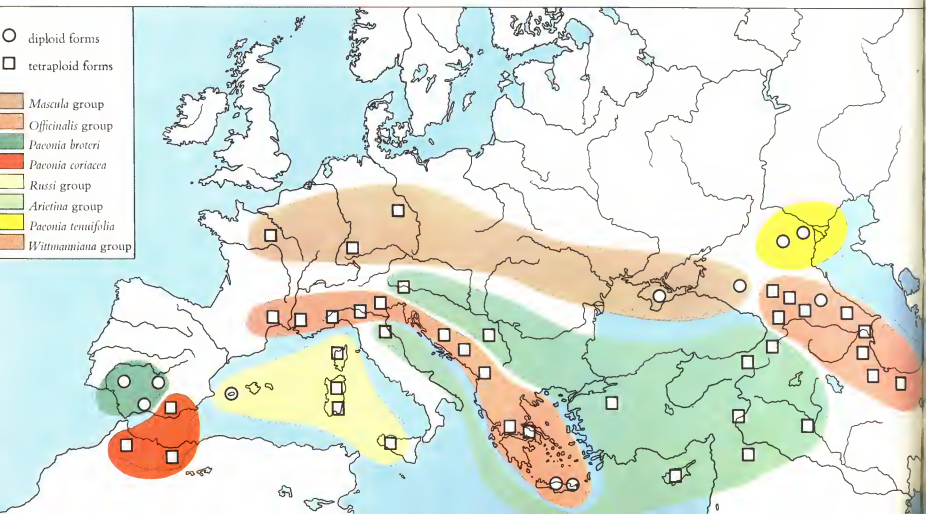 diploid forms
tetraploid forms
Mascula group
Officinalis group
Paeonia broteri
Paeonia coriacea
Russi group
Arietina group
Paeonia tenuifolia
Wittmanniana group